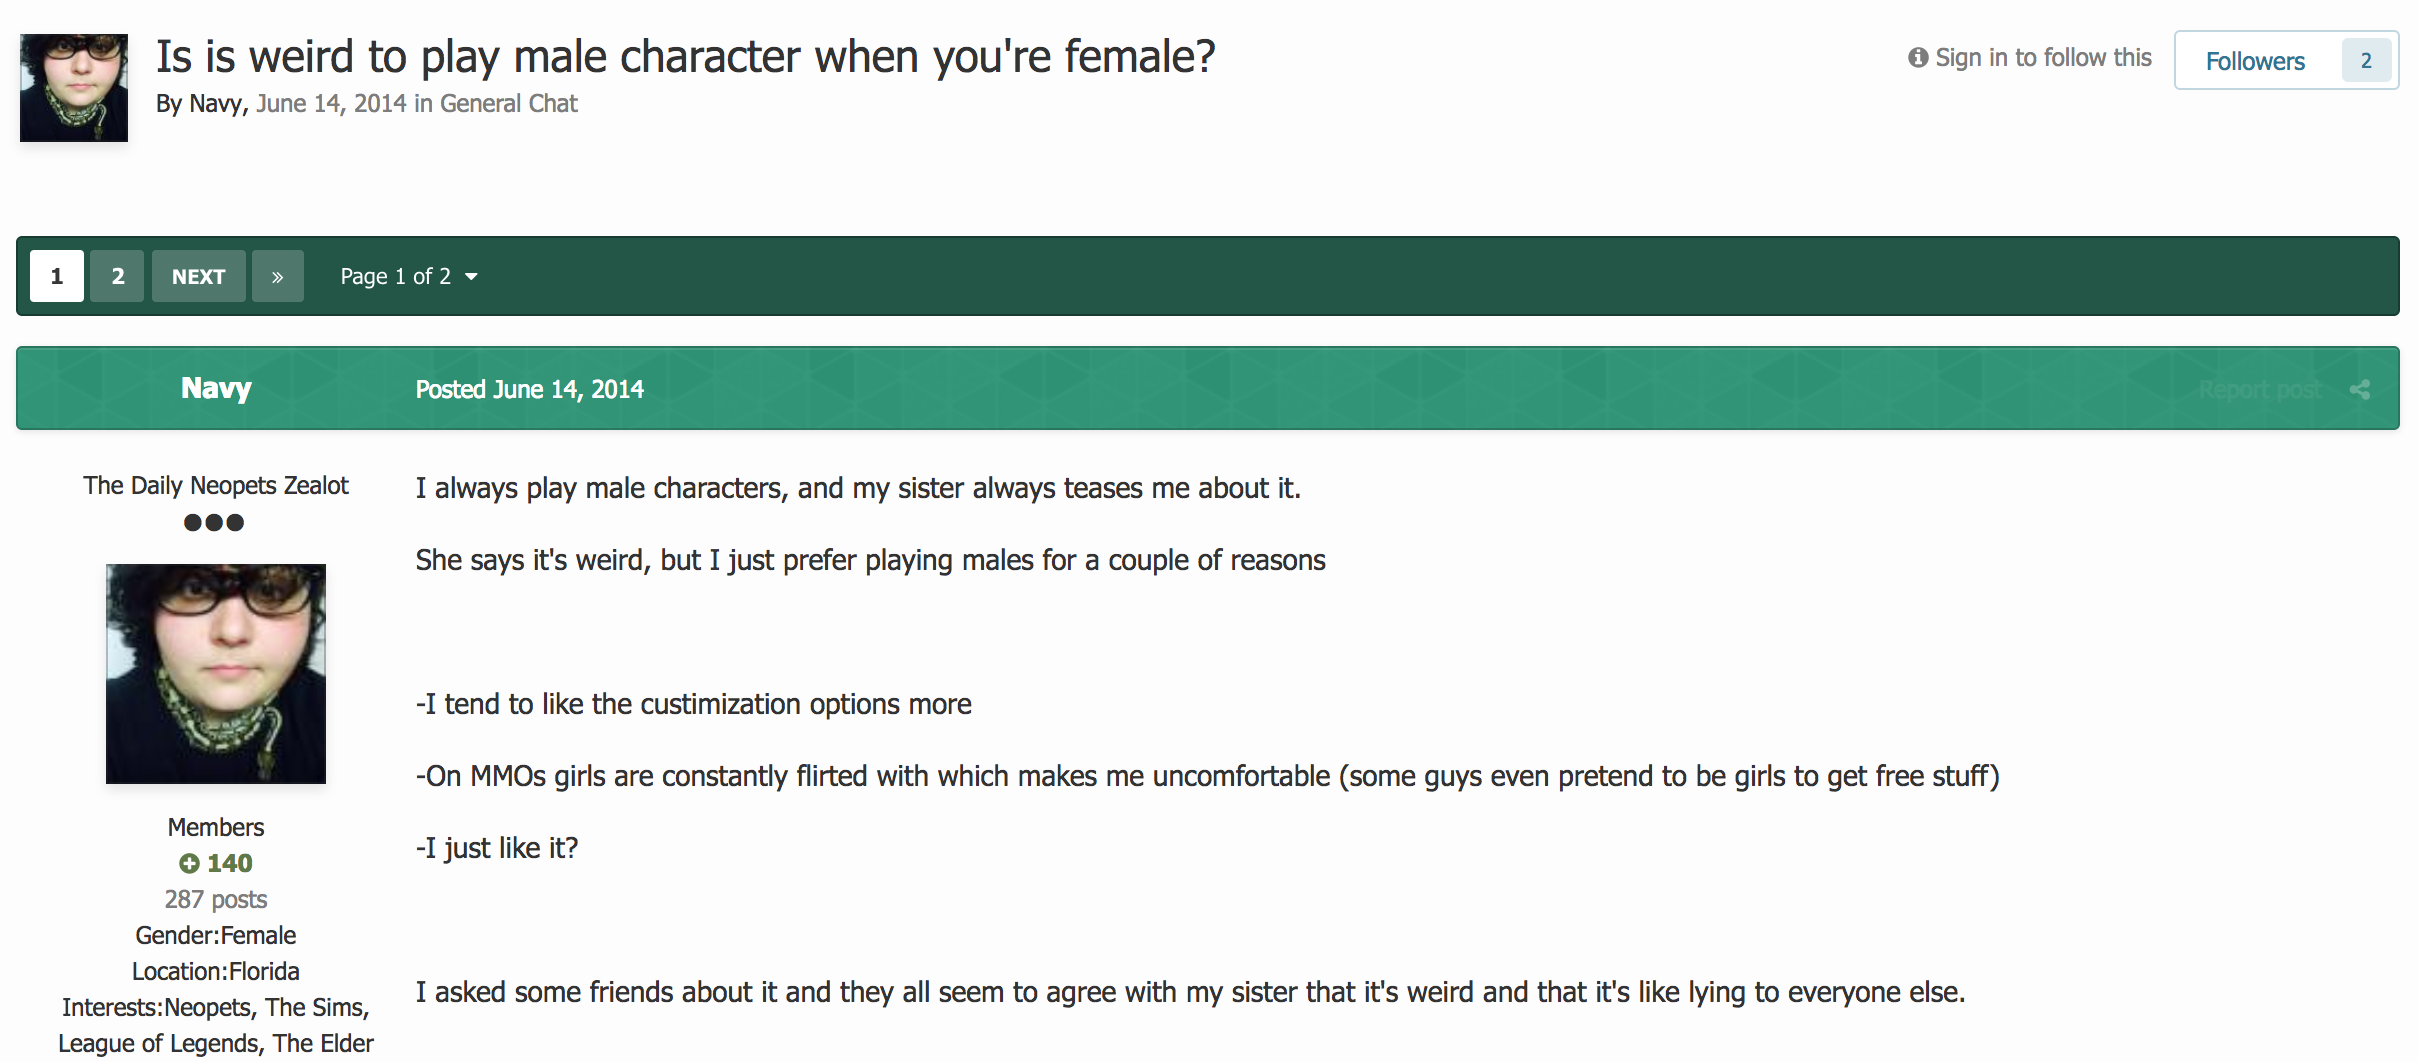 Is is weird to play male character when you're female?
By Navy, June 14, 2014 in General Chat
Sign in to follow this
Followers 2
1 2 NEXT » Page 1 of 2
Navy
Posted June 14, 2014
Report post
The Daily Neopets Zealot
Members
140
287 posts
Gender:Female
Location:Florida
Interests:Neopets, The Sims,
League of Legends, The Elder
I always play male characters, and my sister always teases me about it.
She says it's weird, but I just prefer playing males for a couple of reasons
-I tend to like the custimization options more
-On MMOs girls are constantly flirted with which makes me uncomfortable (some guys even pretend to be girls to get free stuff)
-I just like it?
I asked some friends about it and they all seem to agree with my sister that it's weird and that it's like lying to everyone else.